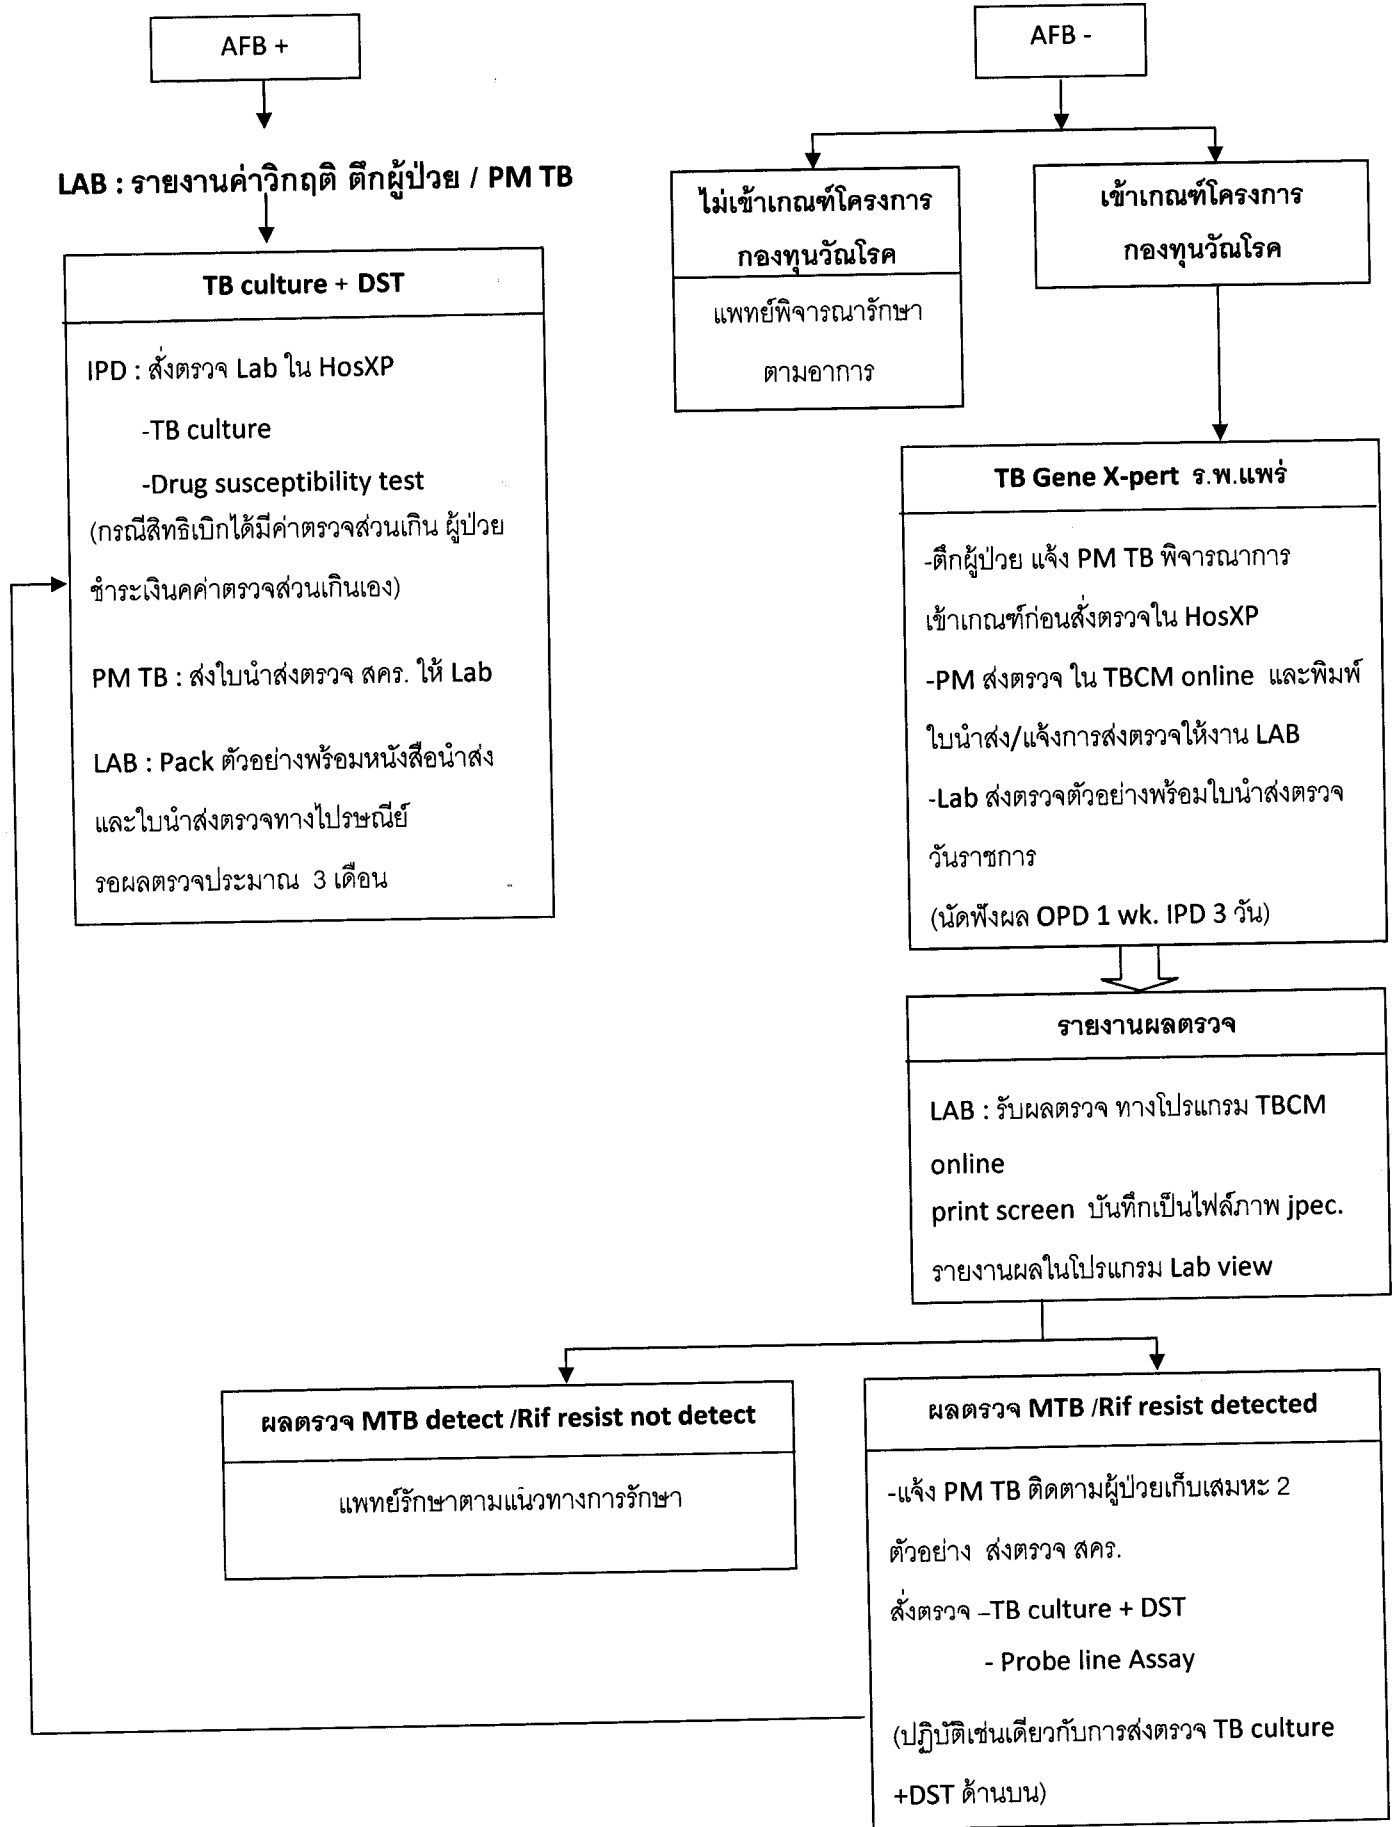 AFB +
LAB : รายงานค่าวิกฤติ ตึกผู้ป่วย / PM TB
TB culture + DST
IPD : สั่งตรวจ Lab ใน HosXP
-TB culture
-Drug susceptibility test
(กรณีสิทธิเบิกได้มีค่าตรวจส่วนเกิน ผู้ป่วย
ชำระเงินคค่าตรวจส่วนเกินเอง)
PM TB : ส่งใบนำส่งตรวจ สคร. ให้ Lab
LAB : Pack ตัวอย่างพร้อมหนังสือนำส่ง
และใบนำส่งตรวจทางไปรษณีย์
รอผลตรวจประมาณ 3 เดือน
AFB -
ไม่เข้าเกณฑ์โครงการ
กองทุนวัณโรค
แพทย์พิจารณารักษา
ตามอาการ
เข้าเกณฑ์โครงการ
กองทุนวัณโรค
TB Gene X-pert ร.พ.แพร่
-ตึกผู้ป่วย แจ้ง PM TB พิจารณาการ
เข้าเกณฑ์ก่อนสั่งตรวจใน HosXP
-PM ส่งตรวจ ใน TBCM online และพิมพ์
ใบนำส่ง/แจ้งการส่งตรวจให้งาน LAB
-Lab ส่งตรวจตัวอย่างพร้อมใบนำส่งตรวจ
วันราชการ
(นัดฟังผล OPD 1 wk. IPD 3 วัน)
รายงานผลตรวจ
LAB : รับผลตรวจ ทางโปรแกรม TBCM
online
print screen บันทึกเป็นไฟล์ภาพ jpec.
รายงานผลในโปรแกรม Lab view
ผลตรวจ MTB detect /Rif resist not detect
แพทย์รักษาตามแนวทางการรักษา
ผลตรวจ MTB /Rif resist detected
-แจ้ง PM TB ติดตามผู้ป่วยเก็บเสมหะ 2
ตัวอย่าง ส่งตรวจ สคร.
สั่งตรวจ –TB culture + DST
- Probe line Assay
(ปฏิบัติเช่นเดียวกับการส่งตรวจ TB culture
+DST ด้านบน)